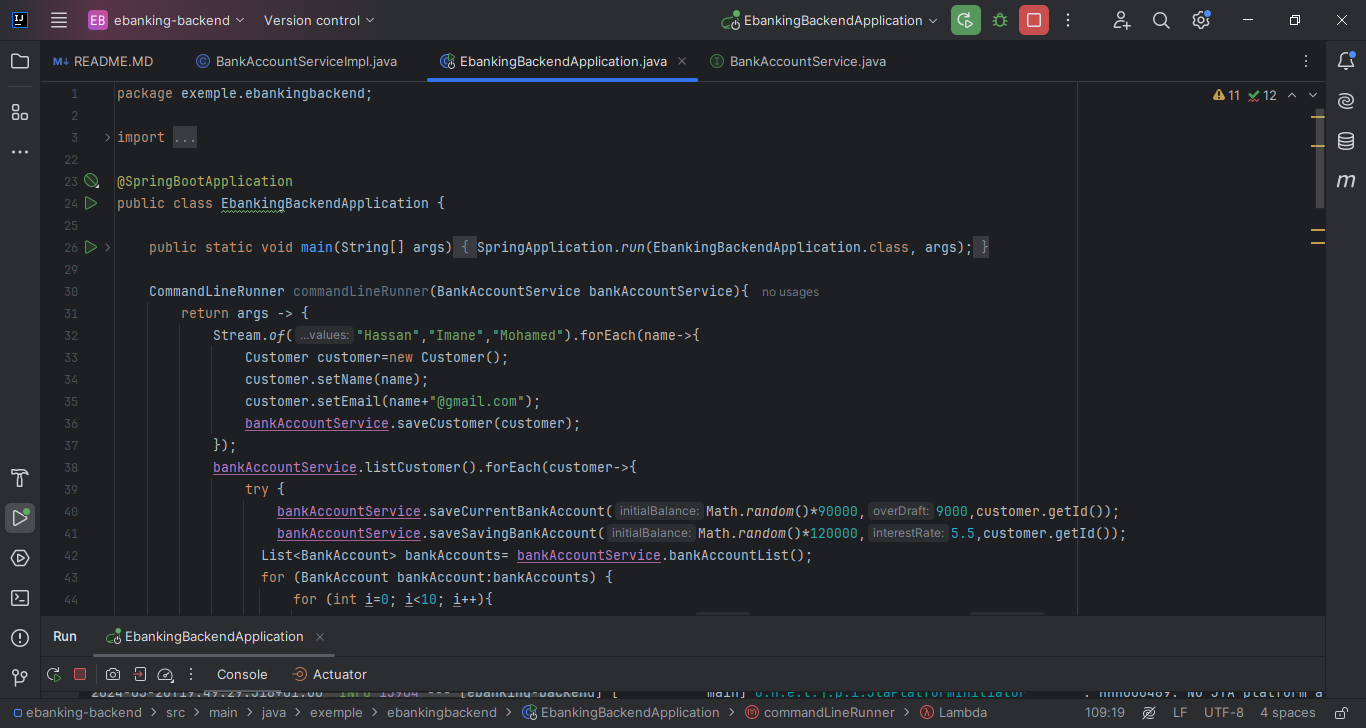 EB ebanking-backend Version control EbankingBackendApplication
README.MD BankAccountServiceImpl.java EbankingBackendApplication.java BankAccountService.java
1 package exemple.ebankingbackend; 11 12
2
3 import ...
22
23 @SpringBootApplication
24 public class EbankingBackendApplication {
25
26 public static void main(String[] args) { SpringApplication.run(EbankingBackendApplication.class, args); }
29
30 CommandLineRunner commandLineRunner(BankAccountService bankAccountService){ no usages
31 return args -> {
32 Stream.of( ...values: "Hassan","Imane","Mohamed").forEach(name->{
33 Customer customer=new Customer();
34 customer.setName(name);
35 customer.setEmail(name+"@gmail.com");
36 bankAccountService.saveCustomer(customer);
37 });
38 bankAccountService.listCustomer().forEach(customer->{
39 try {
40 bankAccountService.saveCurrentBankAccount( initialBalance: Math.random()*90000, overDraft: 9000,customer.getId());
41 bankAccountService.saveSavingBankAccount( initialBalance: Math.random()*120000, interestRate: 5.5,customer.getId());
42 List<BankAccount> bankAccounts= bankAccountService.bankAccountList();
43 for (BankAccount bankAccount:bankAccounts) {
44 for (int i=0; i<10; i++){
Run EbankingBackendApplication
Console Actuator
[ebanking-backend] [ main]
ebanking-backend > src > main > java > exemple > ebankingbackend > EbankingBackendApplication > commandLineRunner > Lambda 109:19 LF UTF-8 4 spaces